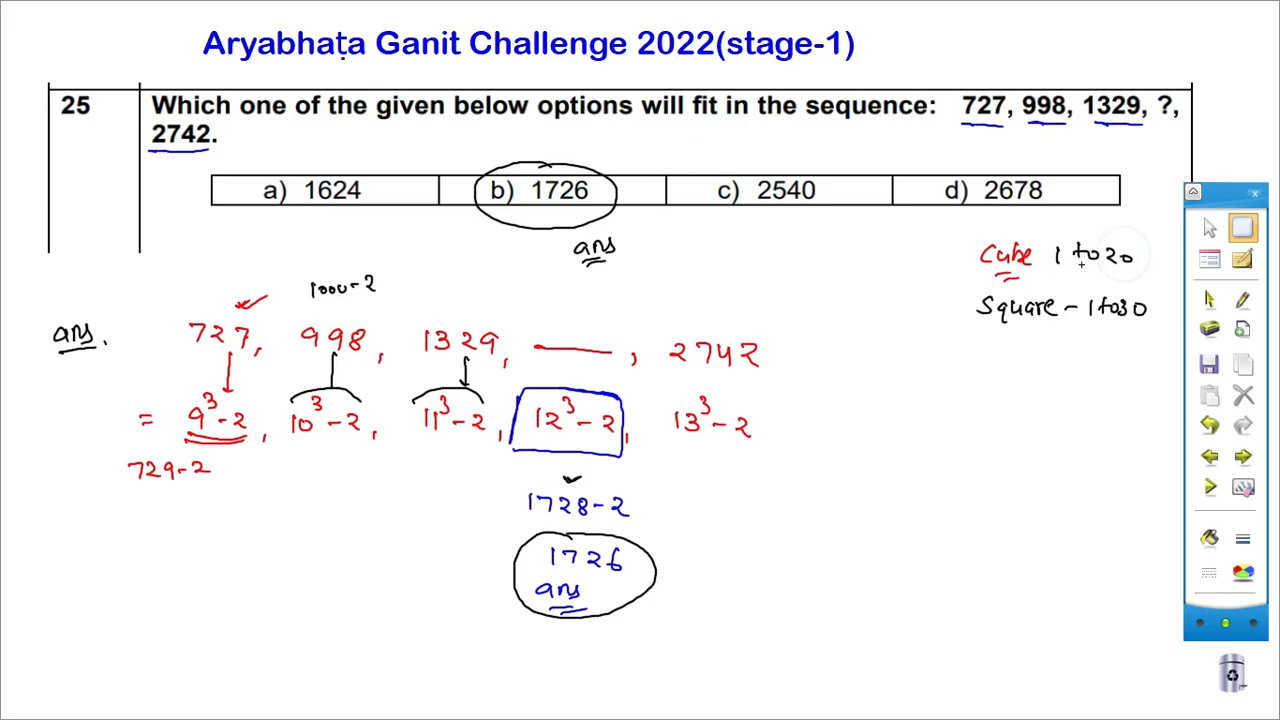 Aryabhaṭa Ganit Challenge 2022(stage-1)
25 Which one of the given below options will fit in the sequence: 727, 998, 1329, ?,
2742.
a) 1624 b) 1726 c) 2540 d) 2678
ans
Cube 1 to 20
1000-2
Square - 1 to 30
ans. 727, 998, 1329, ___, 2742
= 9³-2, 10³-2, 11³-2, 12³-2, 13³-2
729-2
1728-2
1726
ans